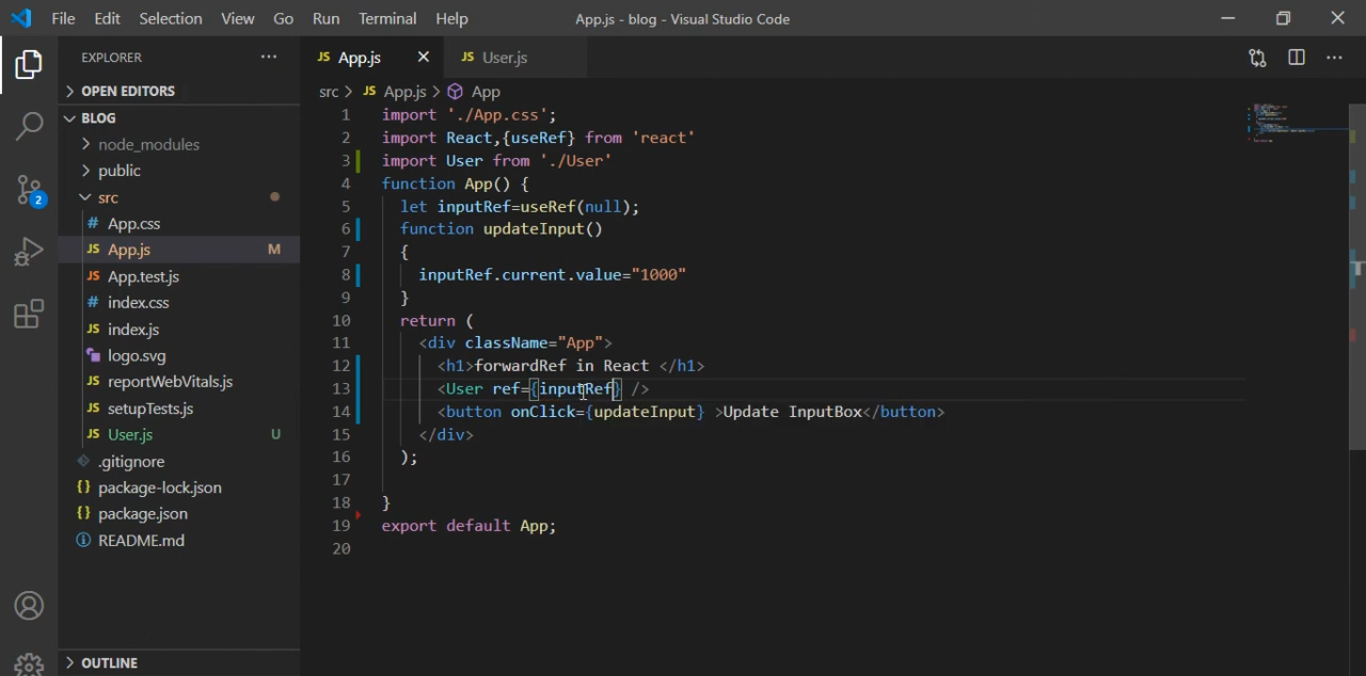 File Edit Selection View Go Run Terminal Help App.js - blog - Visual Studio Code
EXPLORER
OPEN EDITORS
BLOG
node_modules
public
src
# App.css
JS App.js M
JS App.test.js
# index.css
JS index.js
logo.svg
JS reportWebVitals.js
JS setupTests.js
JS User.js U
.gitignore
{} package-lock.json
{} package.json
README.md
OUTLINE
2
JS App.js JS User.js
src > JS App.js > App
1 import './App.css';
2 import React,{useRef} from 'react'
3 import User from './User'
4 function App() {
5 let inputRef=useRef(null);
6 function updateInput()
7 {
8 inputRef.current.value="1000"
9 }
10 return (
11 <div className="App">
12 <h1>forwardRef in React </h1>
13 <User ref={inputRef} />
14 <button onClick={updateInput} >Update InputBox</button>
15 </div>
16 );
17
18 }
19 export default App;
20